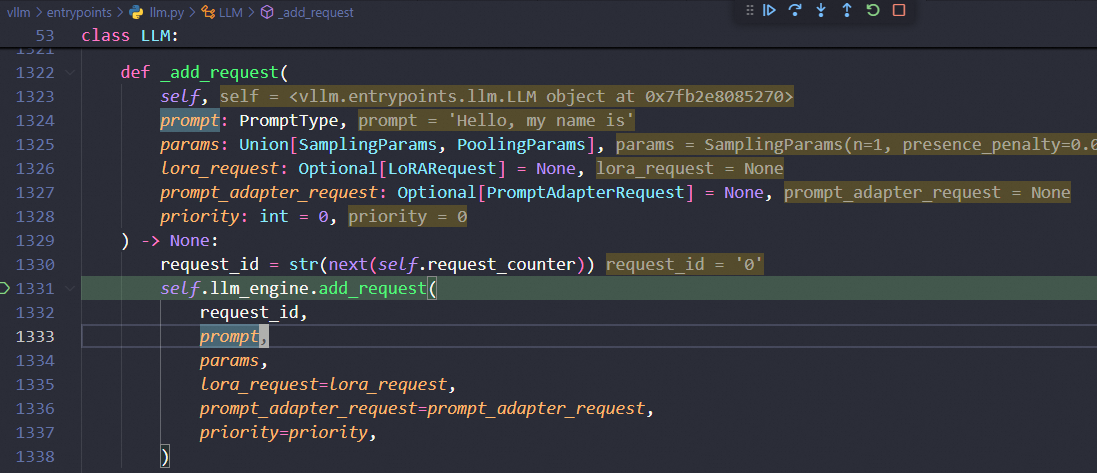 vllm > entrypoints > llm.py > LLM > _add_request
53 class LLM:
1321
1322 def _add_request(
1323 self, self = <vllm.entrypoints.llm.LLM object at 0x7fb2e8085270>
1324 prompt: PromptType, prompt = 'Hello, my name is'
1325 params: Union[SamplingParams, PoolingParams], params = SamplingParams(n=1, presence_penalty=0.0
1326 lora_request: Optional[LoRARequest] = None, lora_request = None
1327 prompt_adapter_request: Optional[PromptAdapterRequest] = None, prompt_adapter_request = None
1328 priority: int = 0, priority = 0
1329 ) -> None:
1330 request_id = str(next(self.request_counter)) request_id = '0'
1331 self.llm_engine.add_request(
1332 request_id,
1333 prompt,
1334 params,
1335 lora_request=lora_request,
1336 prompt_adapter_request=prompt_adapter_request,
1337 priority=priority,
1338 )